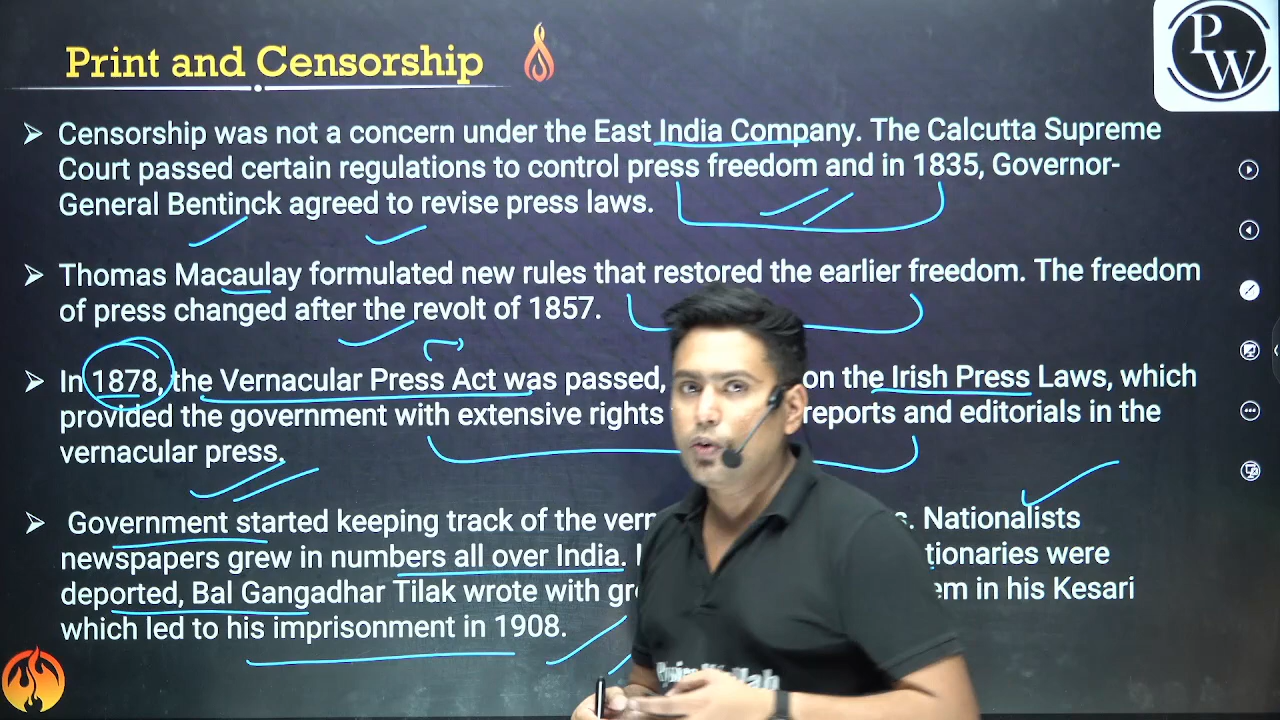 Print and Censorship
P
W
Censorship was not a concern under the East India Company. The Calcutta Supreme
Court passed certain regulations to control press freedom and in 1835, Governor-
General Bentinck agreed to revise press laws.
Thomas Macaulay formulated new rules that restored the earlier freedom. The freedom
of press changed after the revolt of 1857.
In 1878, the Vernacular Press Act was passed, on the Irish Press Laws, which
provided the government with extensive rights reports and editorials in the
vernacular press.
Government started keeping track of the Nationalists
newspapers grew in numbers all over India. were
deported, Bal Gangadhar Tilak wrote with in his Kesari
which led to his imprisonment in 1908.